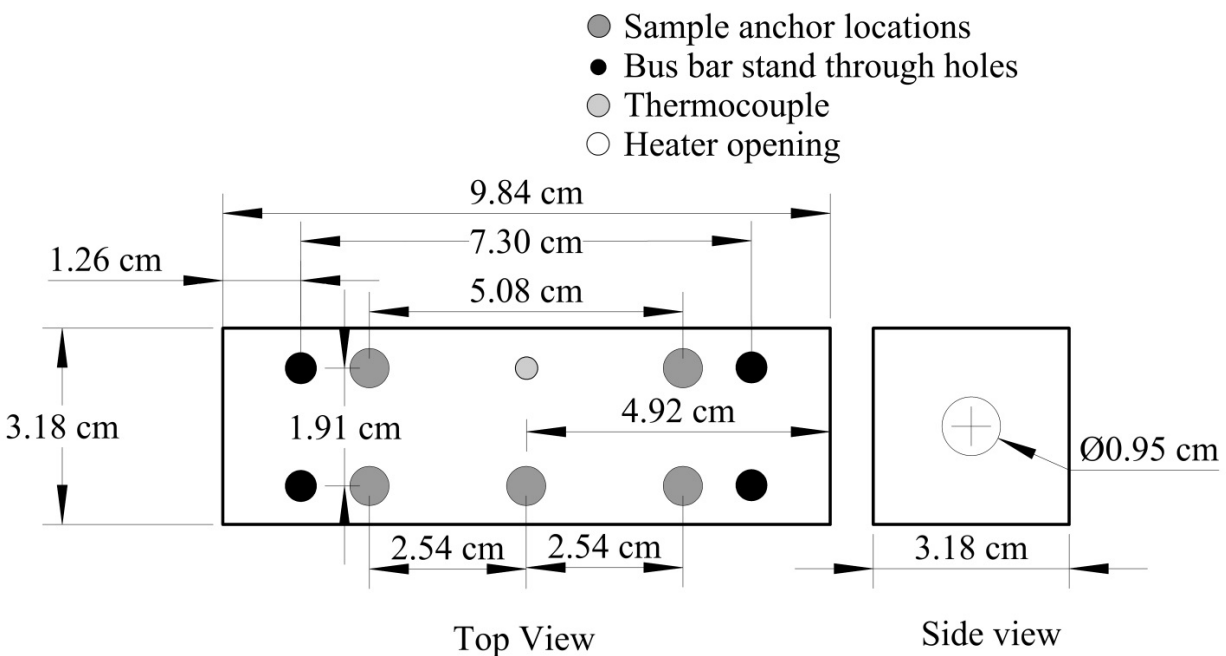 Sample anchor locations
Bus bar stand through holes
Thermocouple
Heater opening
9.84 cm
7.30 cm
1.26 cm
5.08 cm
4.92 cm
3.18 cm
1.91 cm
Ø0.95 cm
2.54 cm
2.54 cm
3.18 cm
Top View
Side view